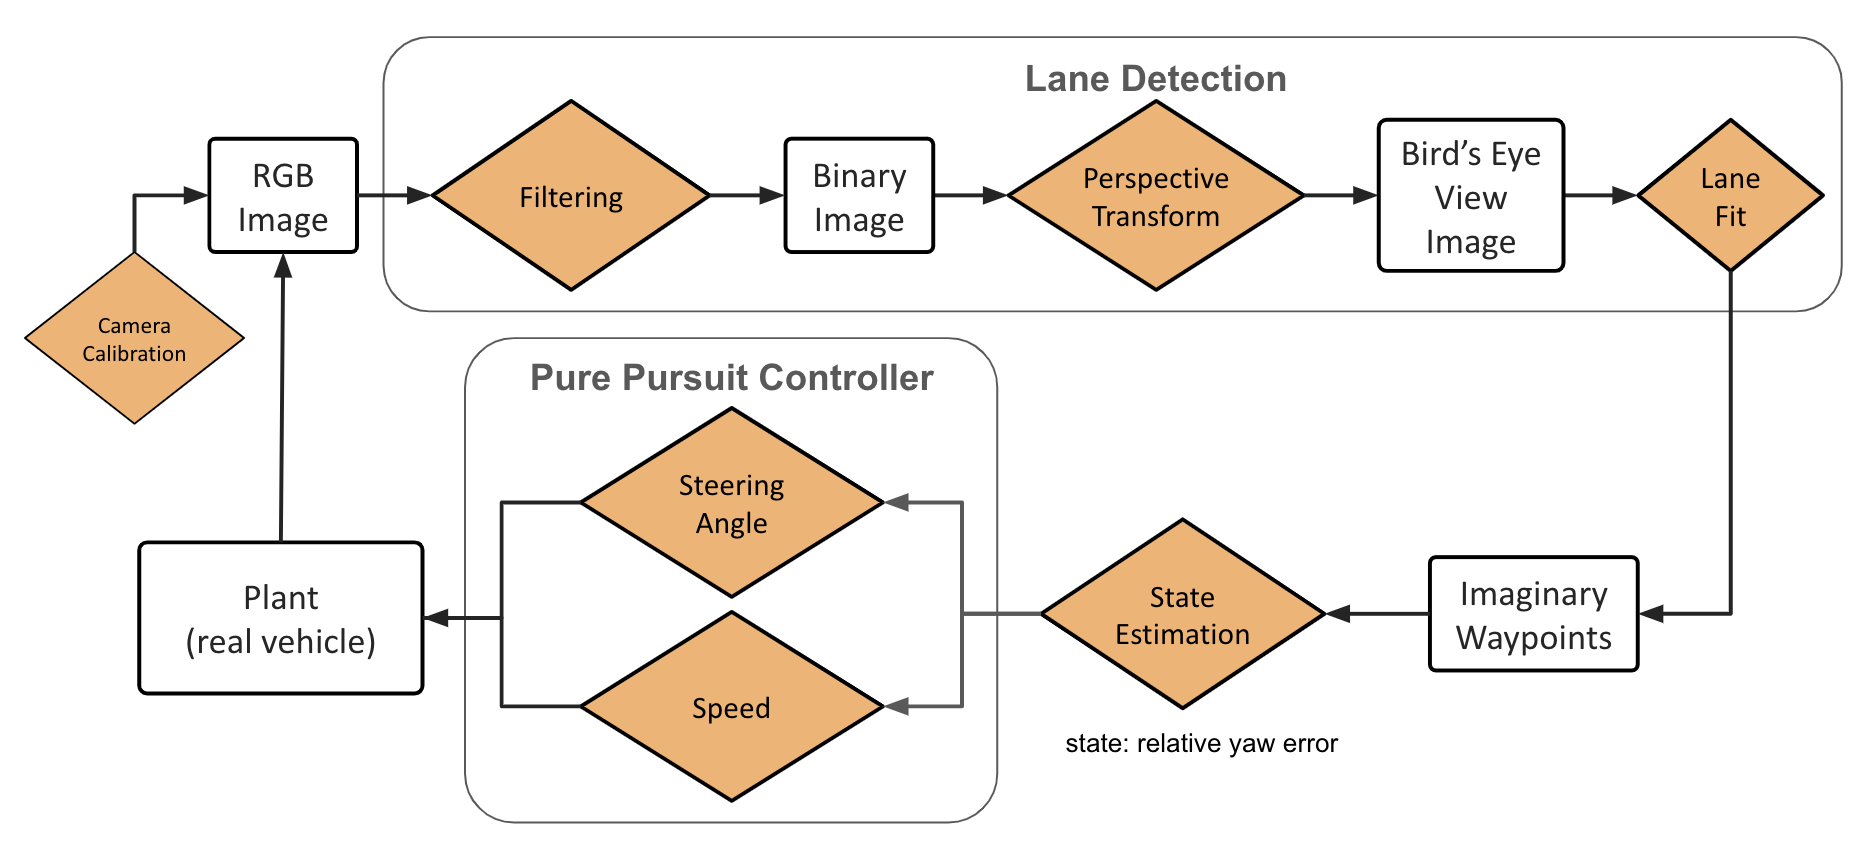 Lane Detection
RGB
Image
Filtering
Binary
Image
Perspective
Transform
Bird’s Eye
View
Image
Lane
Fit
Camera
Calibration
Pure Pursuit Controller
Steering
Angle
Speed
Plant
(real vehicle)
State
Estimation
state: relative yaw error
Imaginary
Waypoints